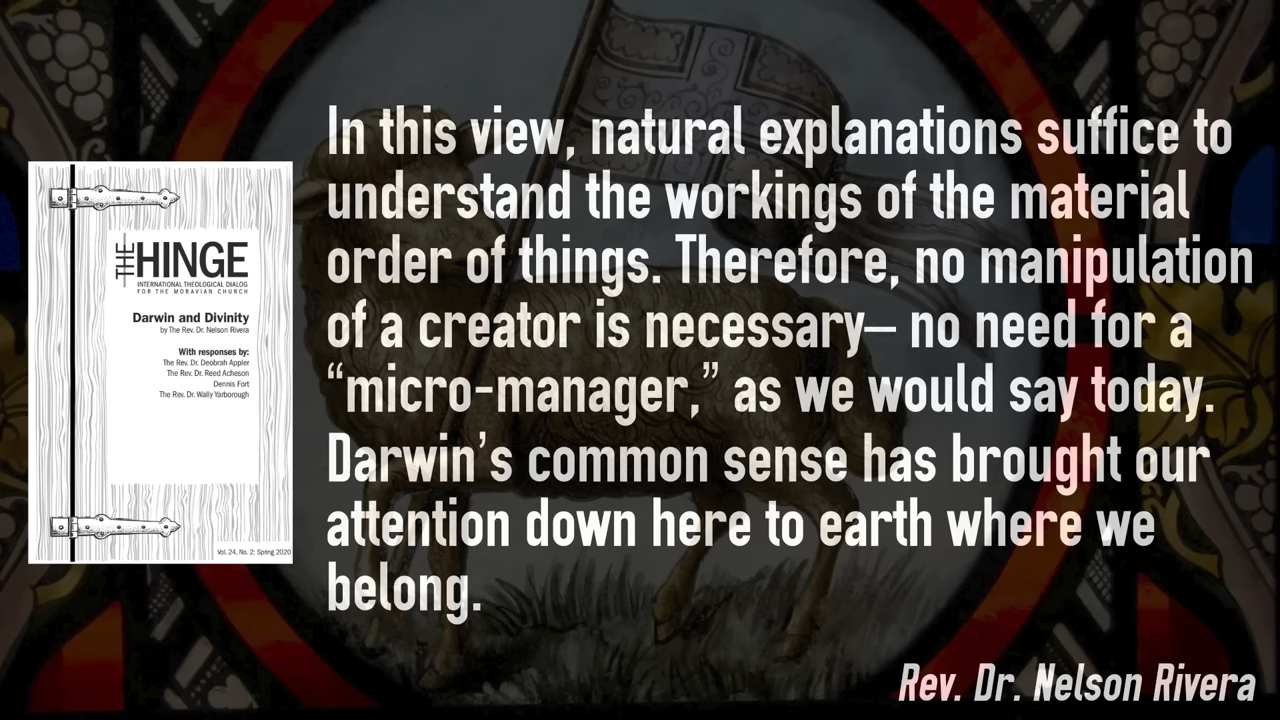 THE HINGE
INTERNATIONAL THEOLOGICAL DIALOG
FOR THE MORAVIAN CHURCH
Darwin and Divinity
by The Rev. Dr. Nelson Rivera
With responses by:
The Rev. Dr. Deobrah Appler
The Rev. Dr. Reed Acheson
Dennis Fort
The Rev. Dr. Wally Yarborough
Vol. 24, No. 2: Spring 2020
In this view, natural explanations suffice to
understand the workings of the material
order of things. Therefore, no manipulation
of a creator is necessary– no need for a
“micro-manager,” as we would say today.
Darwin’s common sense has brought our
attention down here to earth where we
belong.
Rev. Dr. Nelson Rivera